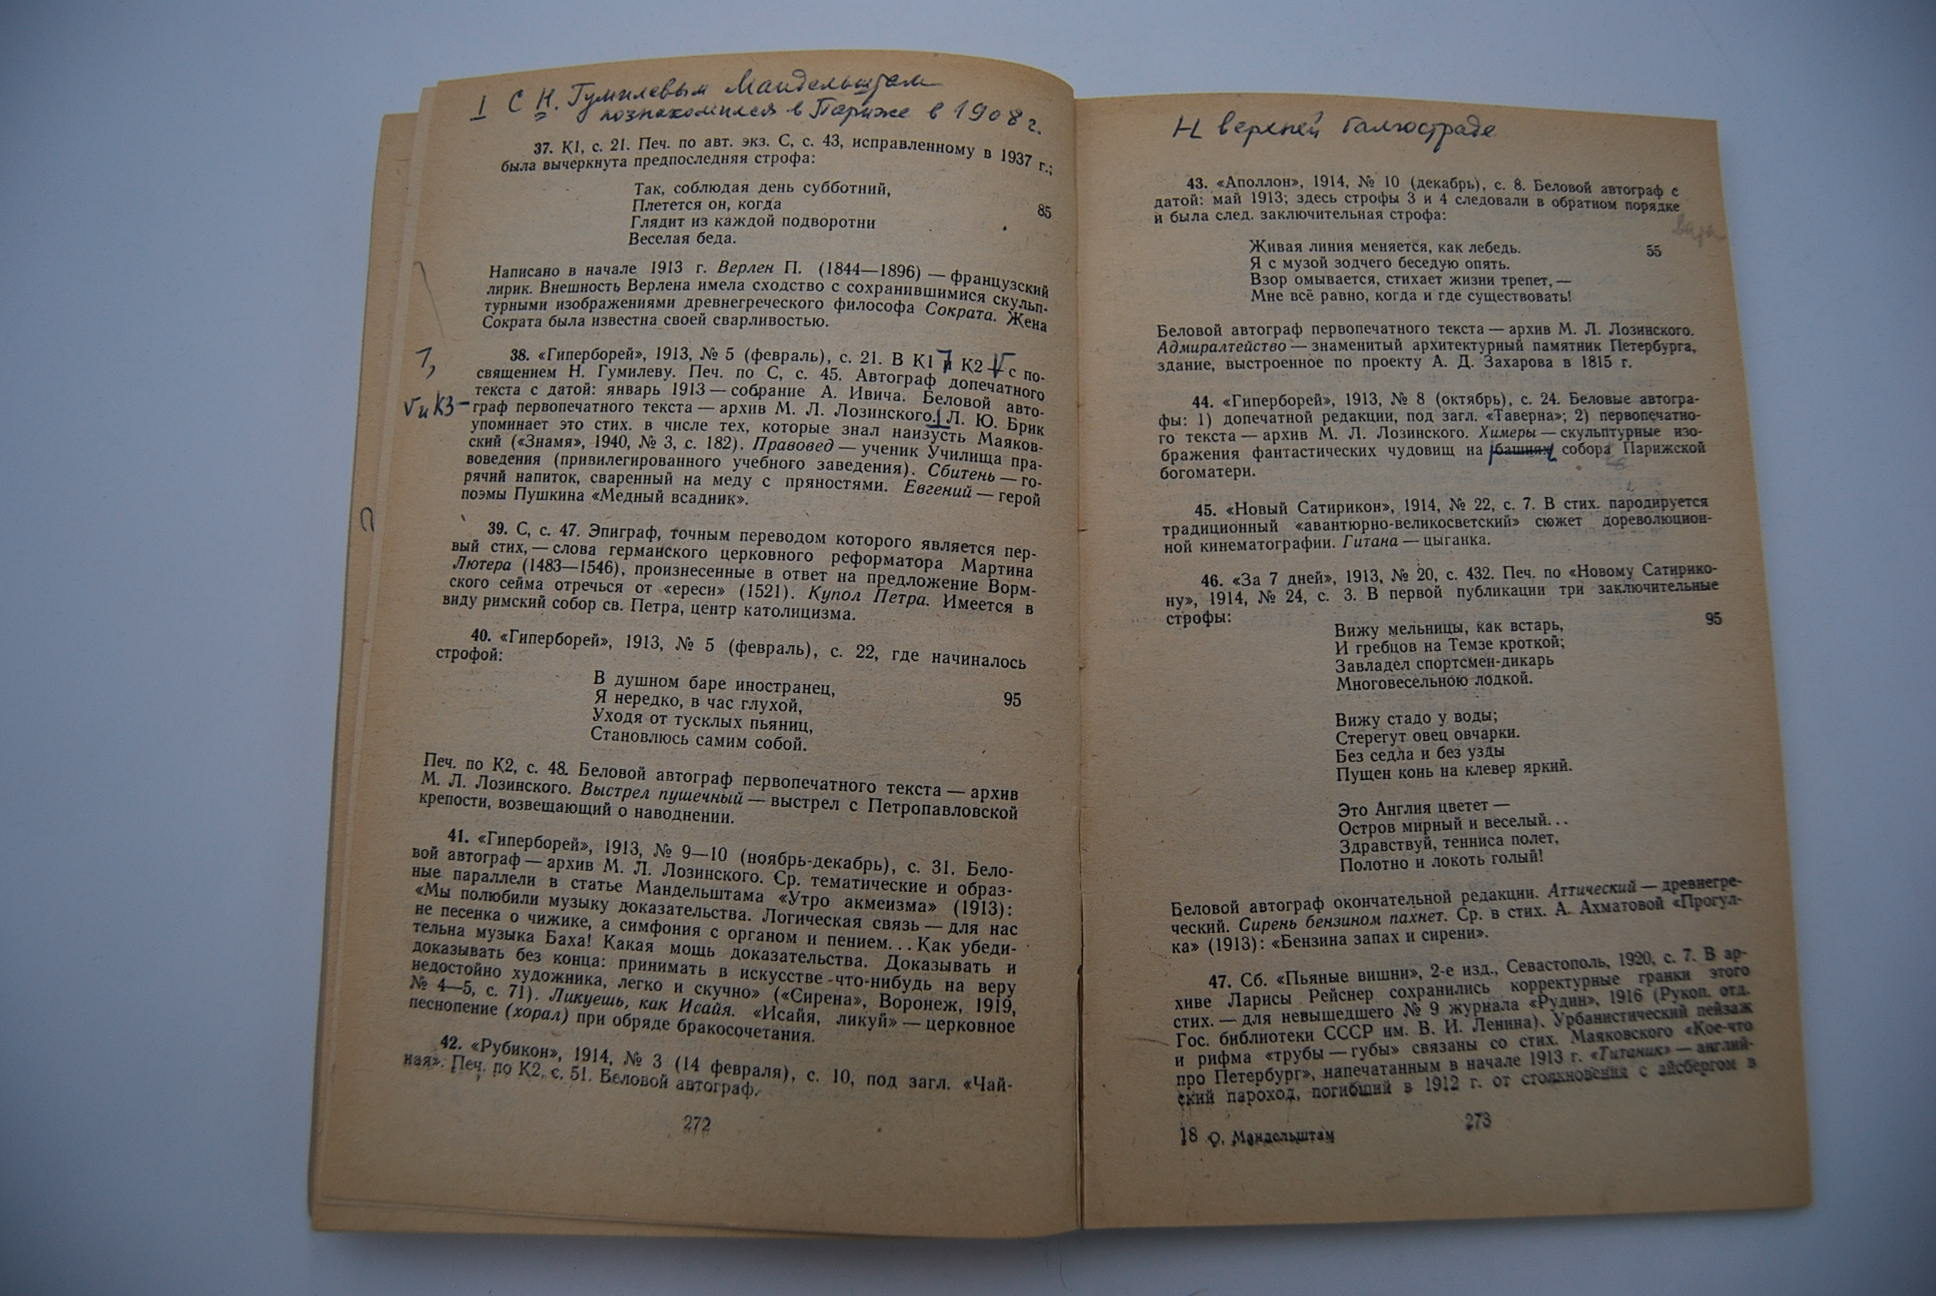 I С Н. Гумилевым Мандельштам
познакомился в Париже в 1908 г.
37. К1, с. 21. Печ. по авт. экз. С, с. 43, исправленному в 1937 г.;
была вычеркнута предпоследняя строфа:
Так, соблюдая день субботний,
Плетется он, когда
85
Глядит из каждой подворотни
Веселая беда.
Написано в начале 1913 г. Верлен П. (1844—1896) — французский
лирик. Внешность Верлена имела сходство с сохранившимися скульп-
турными изображениями древнегреческого философа Сократа. Жена
Сократа была известна своей сварливостью.
38. «Гиперборей», 1913, № 5 (февраль), с. 21. В К1 К2 с по-
1,
священием Н. Гумилеву. Печ. по С, с. 45. Автограф допечатного
текста с датой: январь 1913 — собрание А. Ивича. Беловой авто-
V и К3 —
граф первопечатного текста — архив М. Л. Лозинского. I Л. Ю. Брик
упоминает это стих. в числе тех, которые знал наизусть Маяков-
ский («Знамя», 1940, № 3, с. 182). Правовед — ученик Училища пра-
воведения (привилегированного учебного заведения). Сбитень — го-
рячий напиток, сваренный на меду с пряностями. Евгений — герой
поэмы Пушкина «Медный всадник».
39. С, с. 47. Эпиграф, точным переводом которого является пер-
вый стих, — слова германского церковного реформатора Мартина
Лютера (1483—1546), произнесенные в ответ на предложение Ворм-
ского сейма отречься от «ереси» (1521). Купол Петра. Имеется в
виду римский собор св. Петра, центр католицизма.
40. «Гиперборей», 1913, № 5 (февраль), с. 22, где начиналось
строфой:
В душном баре иностранец,
Я нередко, в час глухой,
95
Уходя от тусклых пьяниц,
Становлюсь самим собой.
Печ. по К2, с. 48. Беловой автограф первопечатного текста — архив
М. Л. Лозинского. Выстрел пушечный — выстрел с Петропавловской
крепости, возвещающий о наводнении.
41. «Гиперборей», 1913, № 9—10 (ноябрь-декабрь), с. 31. Бело-
вой автограф — архив М. Л. Лозинского. Ср. тематические и образ-
ные параллели в статье Мандельштама «Утро акмеизма» (1913):
«Мы полюбили музыку доказательства. Логическая связь — для нас
не песенка о чижике, а симфония с органом и пением... Как убеди-
тельна музыка Баха! Какая мощь доказательства. Доказывать и
доказывать без конца: принимать в искусстве что-нибудь на веру
недостойно художника, легко и скучно» («Сирена», Воронеж, 1919,
№ 4—5, с. 71). Ликуешь, как Исайя. «Исайя, ликуй» — церковное
песнопение (хорал) при обряде бракосочетания.
42. «Рубикон», 1914, № 3 (14 февраля), с. 10, под загл. «Чай-
ная». Печ. по К2, с. 51. Беловой автограф.
272
Н верхней балюстраде
43. «Аполлон», 1914, № 10 (декабрь), с. 8. Беловой автограф с
датой: май 1913; здесь строфы 3 и 4 следовали в обратном порядке
и была след. заключительная строфа:
Живая линия меняется, как лебедь.
55
Я с музой зодчего беседую опять.
Взор омывается, стихает жизни трепет, —
Мне всё равно, когда и где существовать!
Беловой автограф первопечатного текста — архив М. Л. Лозинского.
Адмиралтейство — знаменитый архитектурный памятник Петербурга,
здание, выстроенное по проекту А. Д. Захарова в 1815 г.
44. «Гиперборей», 1913, № 8 (октябрь), с. 24. Беловые автогра-
фы: 1) допечатной редакции, под загл. «Таверна»; 2) первопечатно-
го текста — архив М. Л. Лозинского. Химеры — скульптурные изо-
бражения фантастических чудовищ на башнях собора Парижской
богоматери.
45. «Новый Сатирикон», 1914, № 22, с. 7. В стих. пародируется
традиционный «авантюрно-великосветский» сюжет дореволюцион-
ной кинематографии. Гитана — цыганка.
46. «За 7 дней», 1913, № 20, с. 432. Печ. по «Новому Сатирико-
ну», 1914, № 24, с. 3. В первой публикации три заключительные
строфы:
Вижу мельницы, как встарь,
95
И гребцов на Темзе кроткой;
Завладел спортсмен-дикарь
Многовесельною лодкой.
Вижу стадо у воды;
Стерегут овец овчарки.
Без седла и без узды
Пущен конь на клевер яркий.
Это Англия цветет —
Остров мирный и веселый...
Здравствуй, тенниса полет,
Полотно и локоть голый!
Беловой автограф окончательной редакции. Аттический — древнегре-
ческий. Сирень бензином пахнет. Ср. в стих. А. Ахматовой «Прогул-
ка» (1913): «Бензина запах и сирени».
47. Сб. «Пьяные вишни», 2-е изд., Севастополь, 1920, с. 7. В ар-
хиве Ларисы Рейснер сохранились корректурные гранки этого
стих. — для невышедшего № 9 журнала «Рудин», 1916 (Рукоп. отд.
Гос. библиотеки СССР им. В. И. Ленина). Урбанистический пейзаж
и рифма «трубы — губы» связаны со стих. Маяковского «Кое-что
про Петербург», напечатанным в начале 1913 г. «Титаник» — англий-
ский пароход, погибший в 1912 г. от столкновения с айсбергом в
18 О. Мандельштам
273